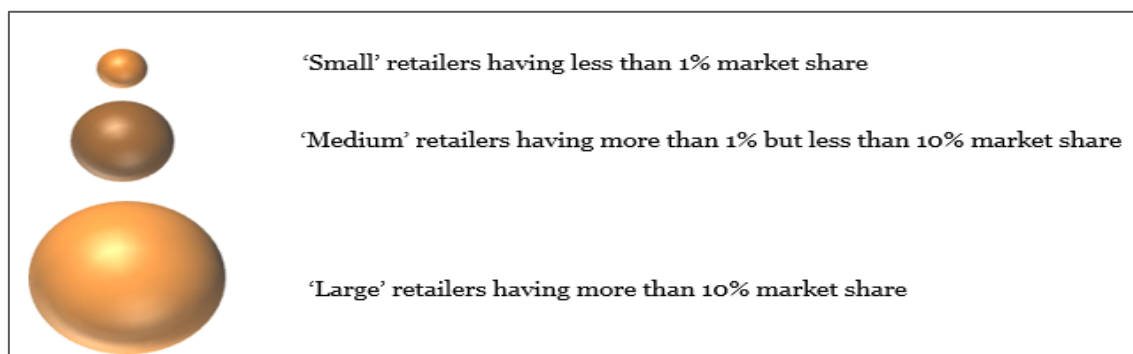 ‘Small’ retailers having less than 1% market share
‘Medium’ retailers having more than 1% but less than 10% market share
‘Large’ retailers having more than 10% market share